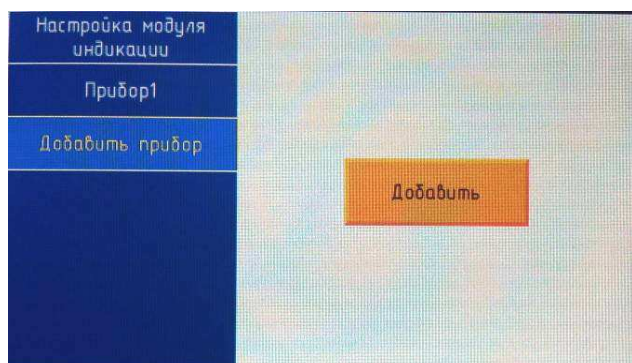 Настройка модуля
индикации
Прибор1
Добавить прибор
Добавить